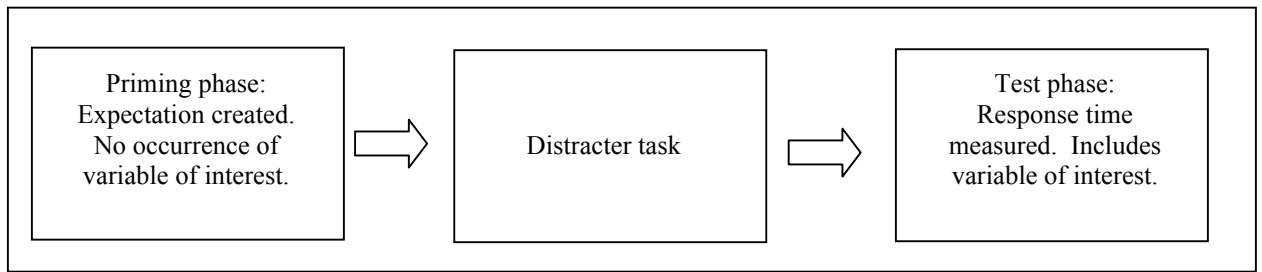 Priming phase:
Expectation created.
No occurrence of
variable of interest.
Distracter task
Test phase:
Response time
measured.  Includes
variable of interest.